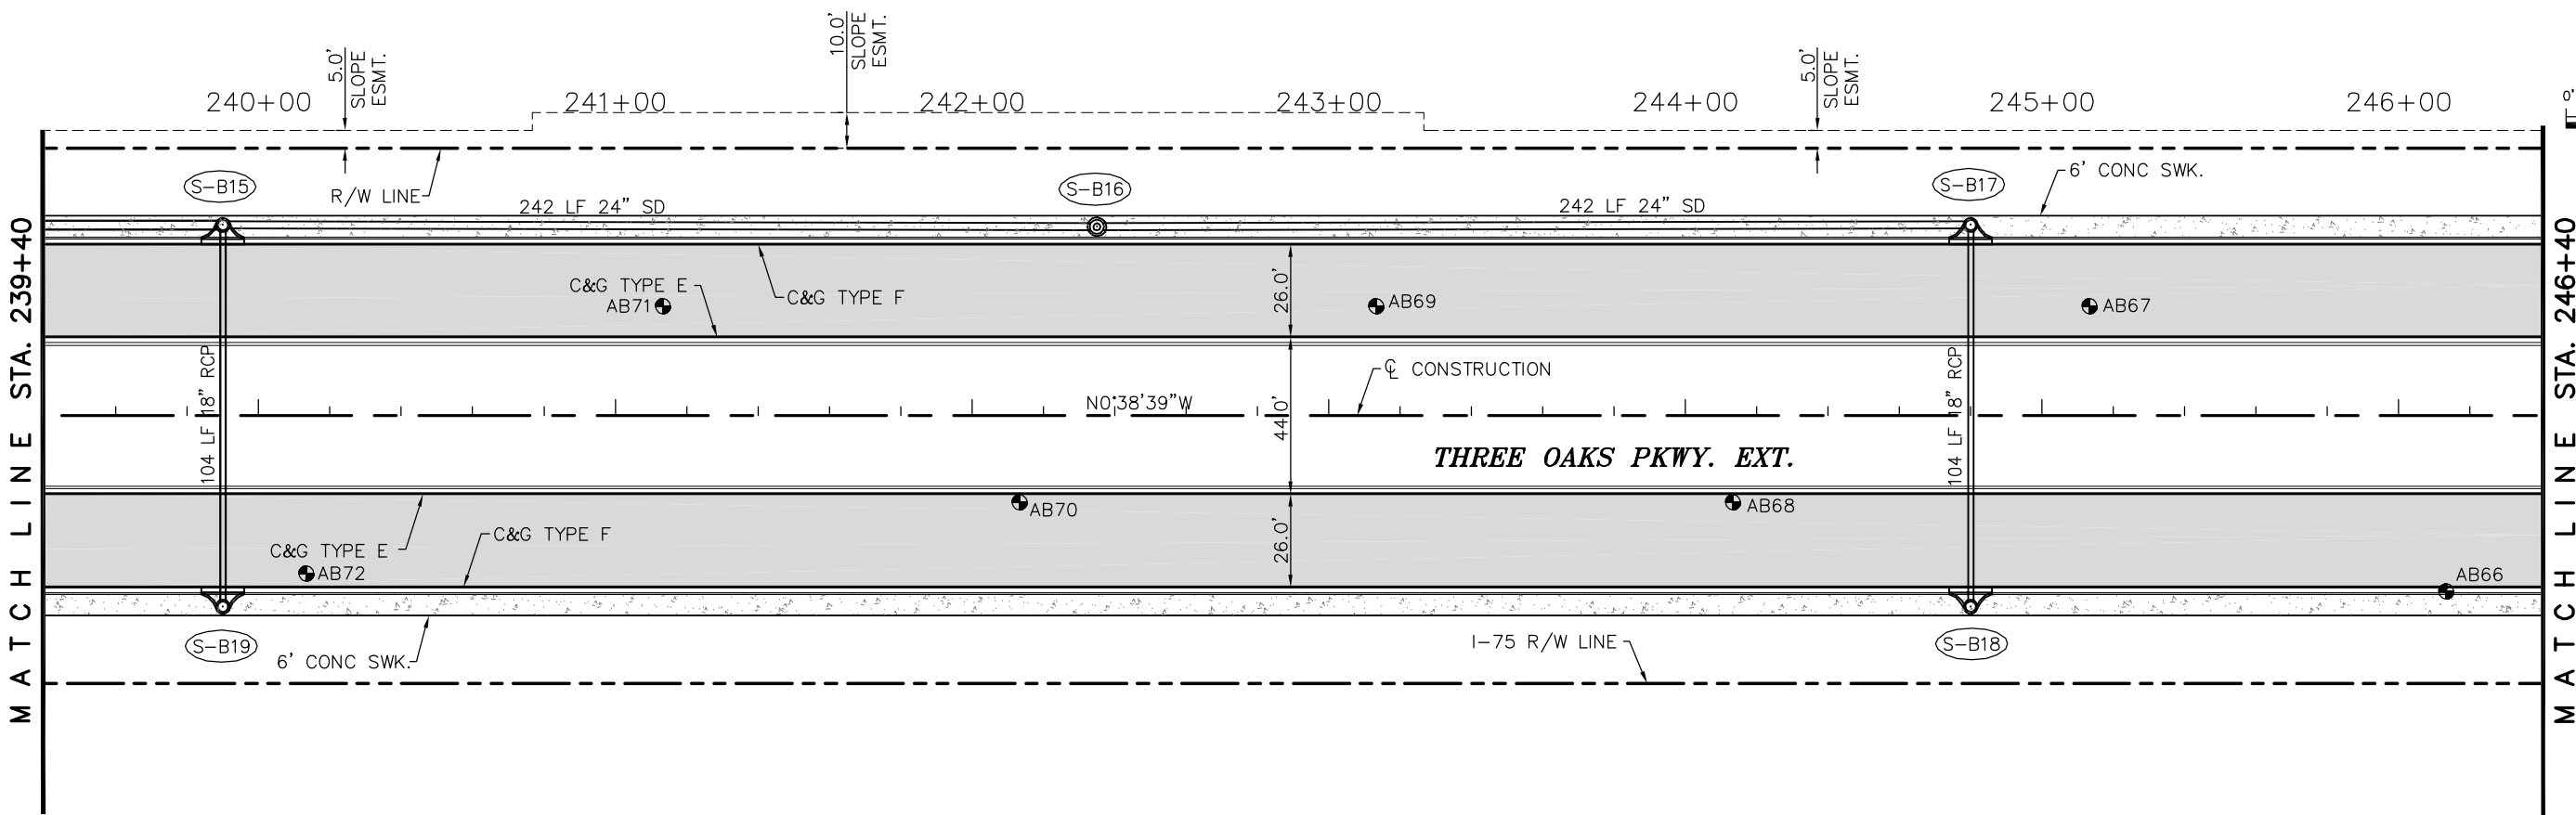 5.0'
SLOPE
ESMT.
10.0'
SLOPE
ESMT.
5.0'
SLOPE
ESMT.
240+00
241+00
242+00
243+00
244+00
245+00
246+00
0'
S-B15
R/W LINE
S-B16
S-B17
6' CONC SWK.
242 LF 24" SD
242 LF 24" SD
MATCH LINE STA. 239+40
MATCH LINE STA. 246+40
C&G TYPE E
C&G TYPE F
26.0'
AB71
AB69
AB67
104 LF 18" RCP
104 LF 18" RCP
℄ CONSTRUCTION
N0°38'39"W
44.0'
THREE OAKS PKWY. EXT.
AB70
AB68
C&G TYPE F
C&G TYPE E
26.0'
AB72
AB66
S-B19
6' CONC SWK.
I-75 R/W LINE
S-B18